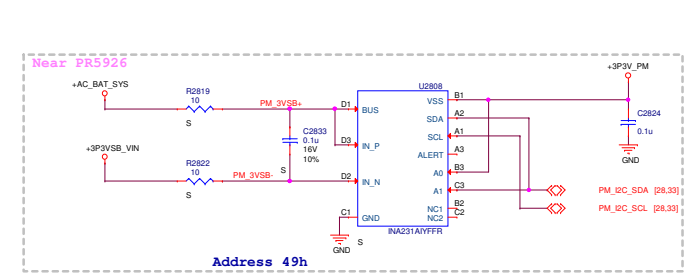 Near PR5926
+AC_BAT_SYS
R2819
10
S
PM_3VSB+
C2833
0.1u
16V
10%
S
+3P3VSB_VIN
R2822
10
S
PM_3VSB-
U2808
D1
BUS
D3
IN_P
D2
IN_N
C1
GND
GND
S
VSS
B1
SDA
A2
SCL
A1
ALERT
A3
A0
B3
A1
C3
NC1
B2
NC2
C2
INA231AIYFFR
+3P3V_PM
C2824
0.1u
GND
PM_I2C_SDA [28,33]
PM_I2C_SCL [28,33]
Address 49h